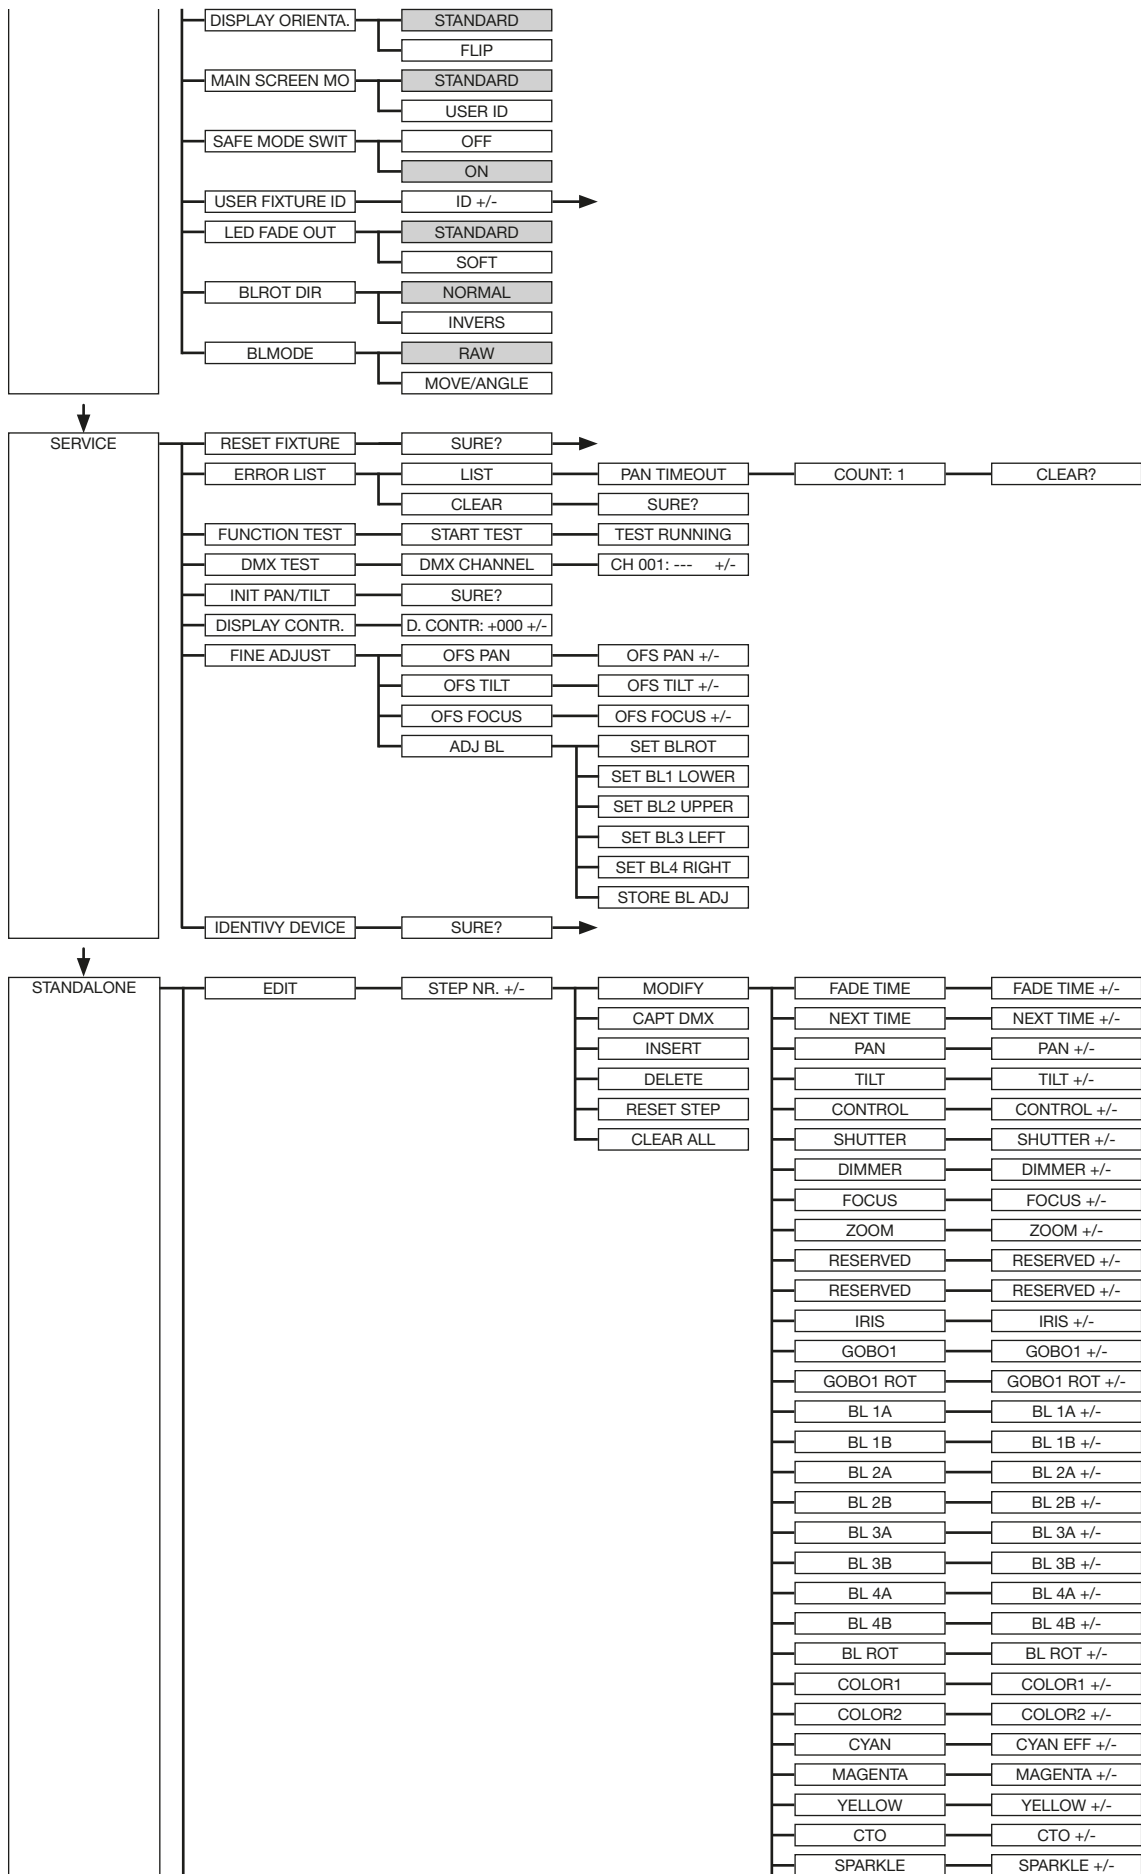 DISPLAY ORIENTA. STANDARD
FLIP
MAIN SCREEN MO STANDARD
USER ID
SAFE MODE SWIT OFF
ON
USER FIXTURE ID ID +/-
LED FADE OUT STANDARD
SOFT
BLROT DIR NORMAL
INVERS
BLMODE RAW
MOVE/ANGLE
SERVICE RESET FIXTURE SURE?
ERROR LIST LIST PAN TIMEOUT COUNT: 1 CLEAR?
CLEAR SURE?
FUNCTION TEST START TEST TEST RUNNING
DMX TEST DMX CHANNEL CH 001: --- +/-
INIT PAN/TILT SURE?
DISPLAY CONTR. D. CONTR: +000 +/-
FINE ADJUST OFS PAN OFS PAN +/-
OFS TILT OFS TILT +/-
OFS FOCUS OFS FOCUS +/-
ADJ BL SET BLROT
SET BL1 LOWER
SET BL2 UPPER
SET BL3 LEFT
SET BL4 RIGHT
STORE BL ADJ
IDENTIVY DEVICE SURE?
STANDALONE EDIT STEP NR. +/- MODIFY FADE TIME FADE TIME +/-
CAPT DMX NEXT TIME NEXT TIME +/-
INSERT PAN PAN +/-
DELETE TILT TILT +/-
RESET STEP CONTROL CONTROL +/-
CLEAR ALL SHUTTER SHUTTER +/-
DIMMER DIMMER +/-
FOCUS FOCUS +/-
ZOOM ZOOM +/-
RESERVED RESERVED +/-
RESERVED RESERVED +/-
IRIS IRIS +/-
GOBO1 GOBO1 +/-
GOBO1 ROT GOBO1 ROT +/-
BL 1A BL 1A +/-
BL 1B BL 1B +/-
BL 2A BL 2A +/-
BL 2B BL 2B +/-
BL 3A BL 3A +/-
BL 3B BL 3B +/-
BL 4A BL 4A +/-
BL 4B BL 4B +/-
BL ROT BL ROT +/-
COLOR1 COLOR1 +/-
COLOR2 COLOR2 +/-
CYAN CYAN EFF +/-
MAGENTA MAGENTA +/-
YELLOW YELLOW +/-
CTO CTO +/-
SPARKLE SPARKLE +/-